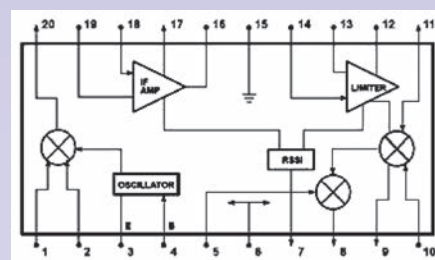 20 19 18 17 16 15 14 13 12 11
IF
AMP
LIMITER
RSSI
OSCILLATOR
E B
1 2 3 4 5 6 7 8 9 10